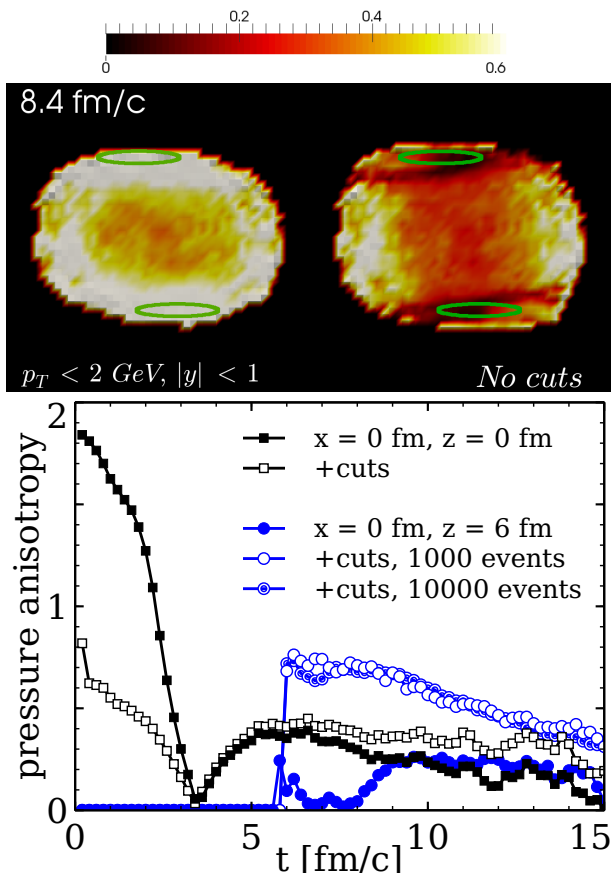 0.2 0.4
0 0.6
8.4 fm/c
p_T < 2 GeV, |y| < 1
No cuts
2
1
0
pressure anisotropy
x = 0 fm, z = 0 fm
+cuts
x = 0 fm, z = 6 fm
+cuts, 1000 events
+cuts, 10000 events
0 5 10 15
t [fm/c]